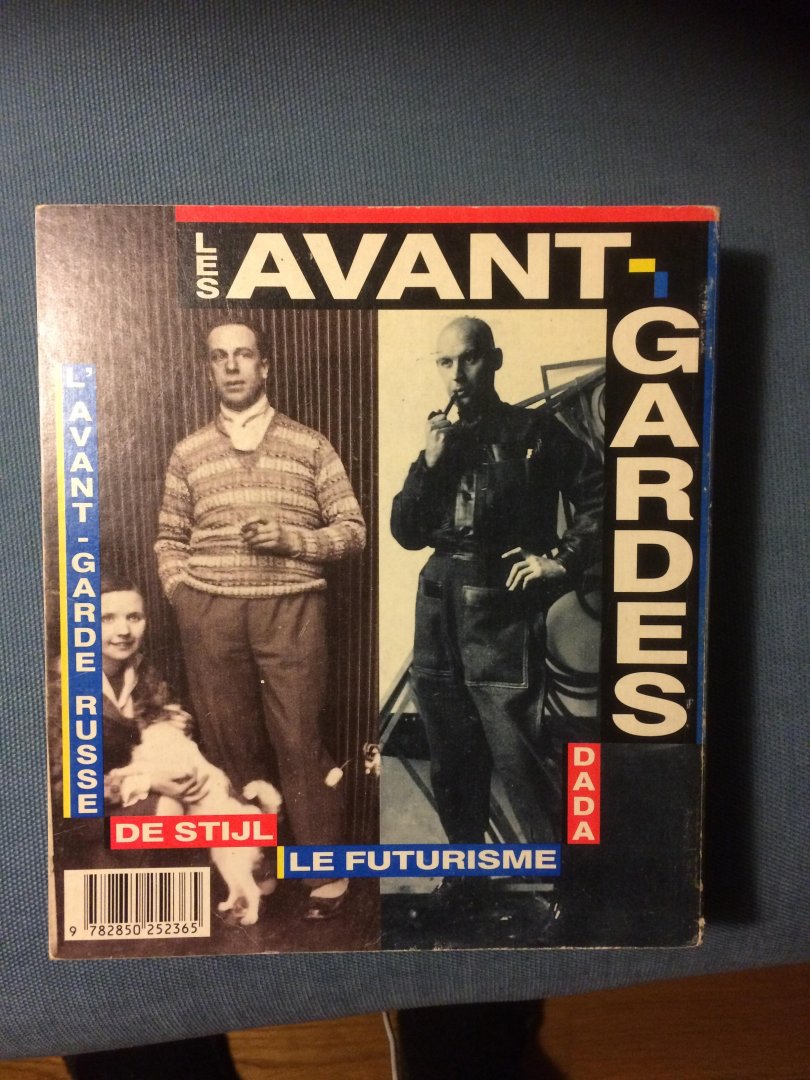 LES AVANT-
GARDES
L'AVANT-GARDE RUSSE
DADA
DE STIJL
LE FUTURISME
9 782850 252365